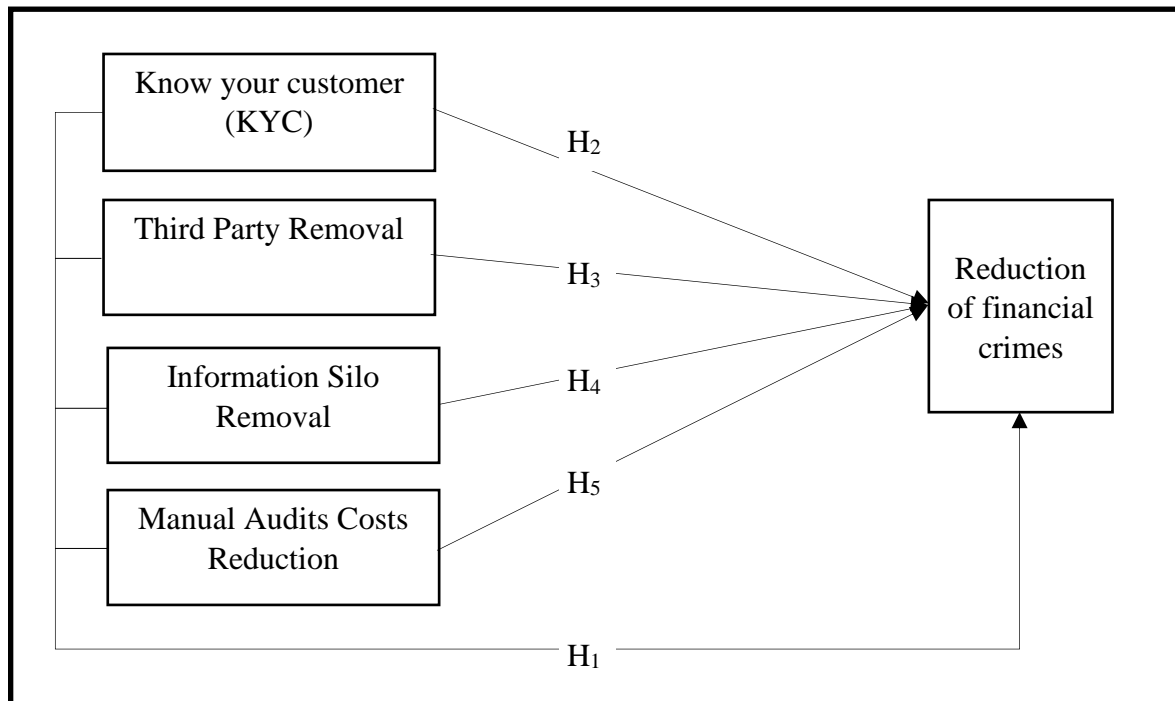 Know your customer
(KYC)
H2
Third Party Removal
H3
Reduction
of financial
crimes
Information Silo
Removal
H4
Manual Audits Costs
Reduction
H5
H1